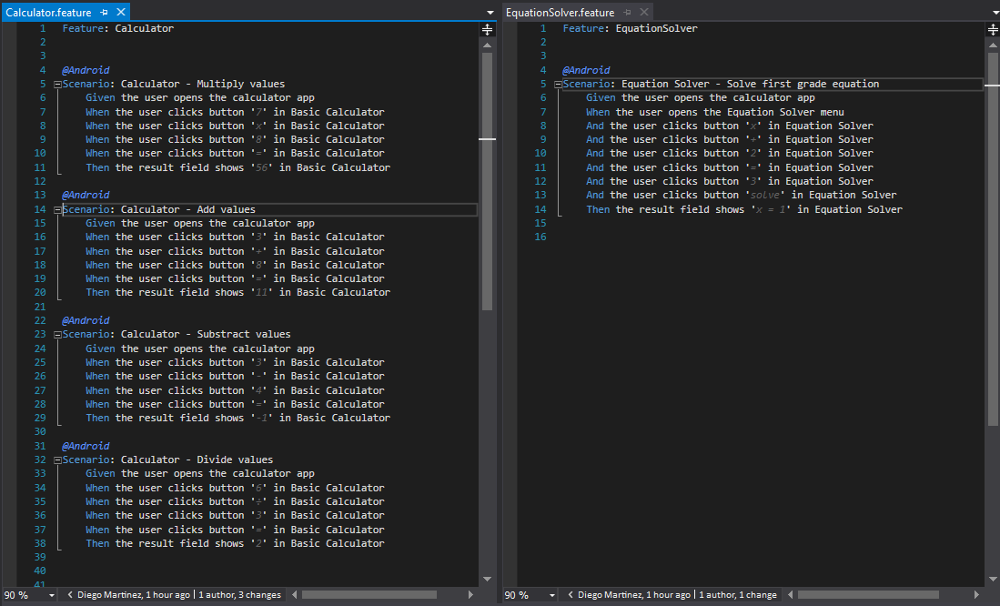 Calculator.feature
1 Feature: Calculator
2
3
4 @Android
5 Scenario: Calculator - Multiply values
6 Given the user opens the calculator app
7 When the user clicks button '7' in Basic Calculator
8 When the user clicks button 'x' in Basic Calculator
9 When the user clicks button '8' in Basic Calculator
10 When the user clicks button '=' in Basic Calculator
11 Then the result field shows '56' in Basic Calculator
12
13 @Android
14 Scenario: Calculator - Add values
15 Given the user opens the calculator app
16 When the user clicks button '3' in Basic Calculator
17 When the user clicks button '+' in Basic Calculator
18 When the user clicks button '8' in Basic Calculator
19 When the user clicks button '=' in Basic Calculator
20 Then the result field shows '11' in Basic Calculator
21
22 @Android
23 Scenario: Calculator - Substract values
24 Given the user opens the calculator app
25 When the user clicks button '3' in Basic Calculator
26 When the user clicks button '-' in Basic Calculator
27 When the user clicks button '4' in Basic Calculator
28 When the user clicks button '=' in Basic Calculator
29 Then the result field shows '-1' in Basic Calculator
30
31 @Android
32 Scenario: Calculator - Divide values
33 Given the user opens the calculator app
34 When the user clicks button '6' in Basic Calculator
35 When the user clicks button '÷' in Basic Calculator
36 When the user clicks button '3' in Basic Calculator
37 When the user clicks button '=' in Basic Calculator
38 Then the result field shows '2' in Basic Calculator
39
40
41
90 % Diego Martinez, 1 hour ago | 1 author, 3 changes
EquationSolver.feature
1 Feature: EquationSolver
2
3
4 @Android
5 Scenario: Equation Solver - Solve first grade equation
6 Given the user opens the calculator app
7 When the user opens the Equation Solver menu
8 And the user clicks button 'x' in Equation Solver
9 And the user clicks button '+' in Equation Solver
10 And the user clicks button '2' in Equation Solver
11 And the user clicks button '=' in Equation Solver
12 And the user clicks button '3' in Equation Solver
13 And the user clicks button 'solve' in Equation Solver
14 Then the result field shows 'x = 1' in Equation Solver
15
16
90 % Diego Martinez, 1 hour ago | 1 author, 1 change